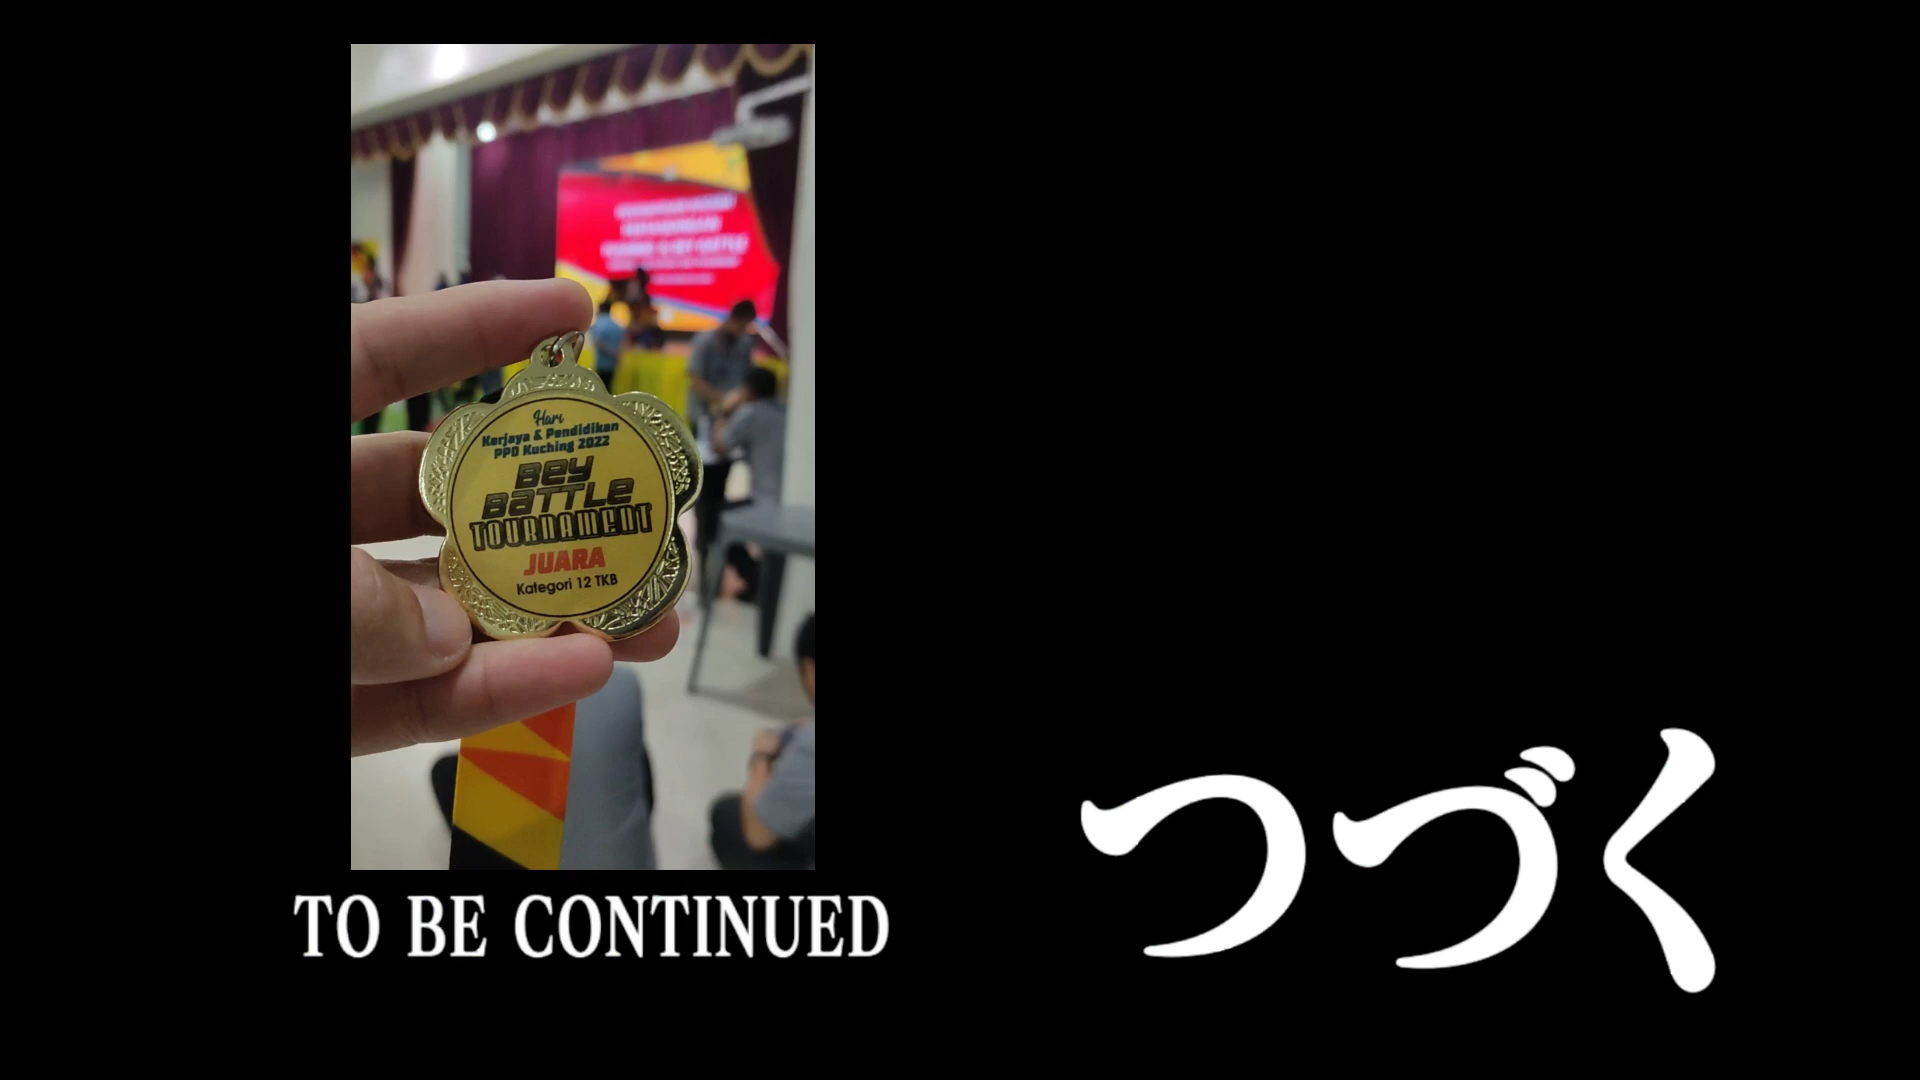 Hari
Kerjaya & Pendidikan
PPD Kuching 2022
Bey
Battle
Tournament
JUARA
Kategori 12 TKB
TO BE CONTINUED
つづく